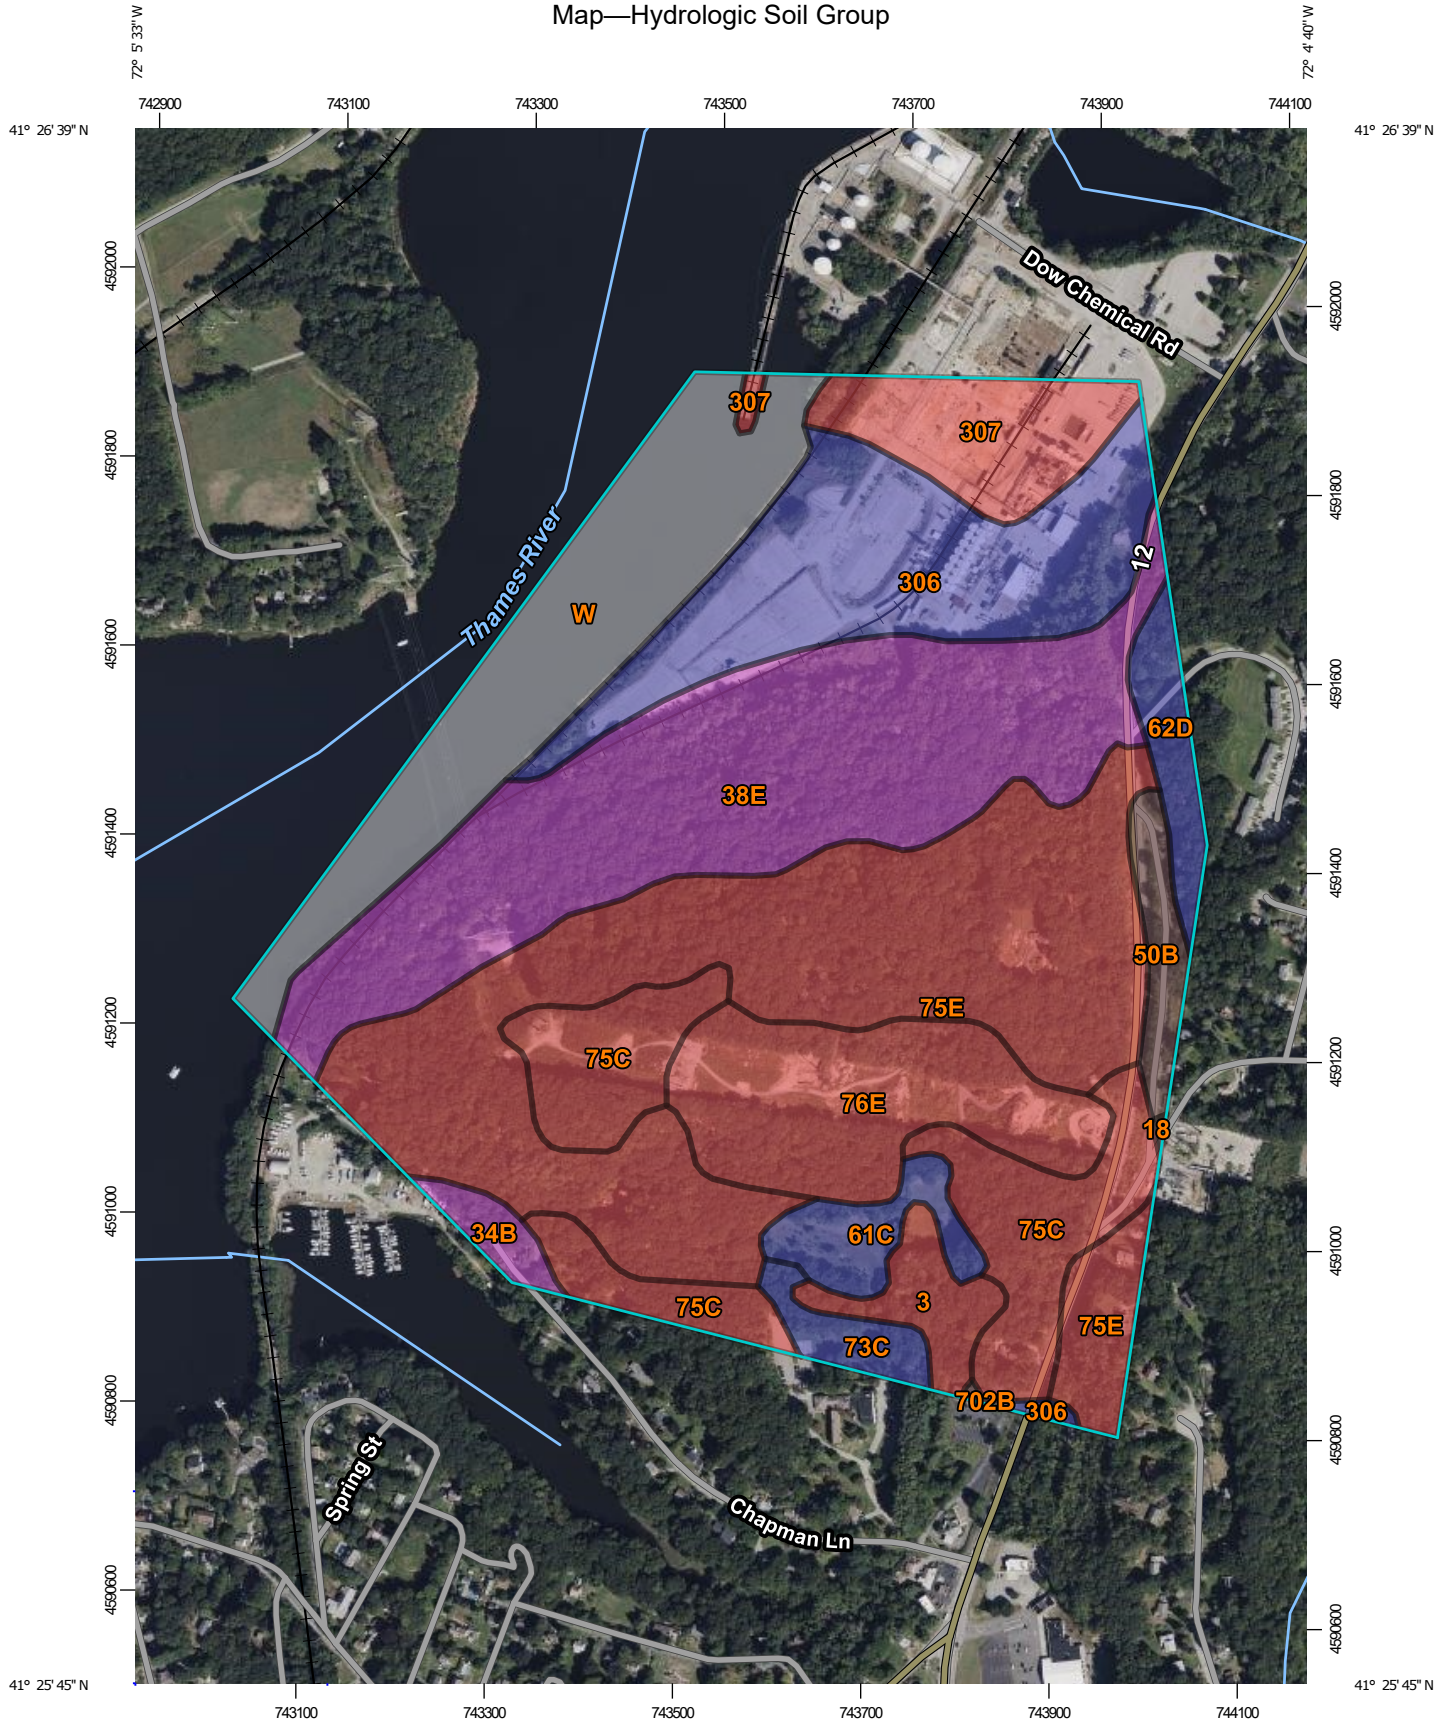 Map—Hydrologic Soil Group
72° 5' 33" W
72° 4' 40" W
742900 743100 743300 743500 743700 743900 744100
41° 26' 39" N
41° 26' 39" N
4592000
4592000
Dow Chemical Rd
307
307
4591800
4591800
12
Thames River
306
W
4591600
4591600
62D
38E
4591400
4591400
50B
75E
4591200
4591200
75C
76E
18
4591000
4591000
34B
61C
75C
75C
3
75E
73C
702B
306
4590800
4590800
Spring St
Chapman Ln
4590600
4590600
41° 25' 45" N
41° 25' 45" N
743100 743300 743500 743700 743900 744100